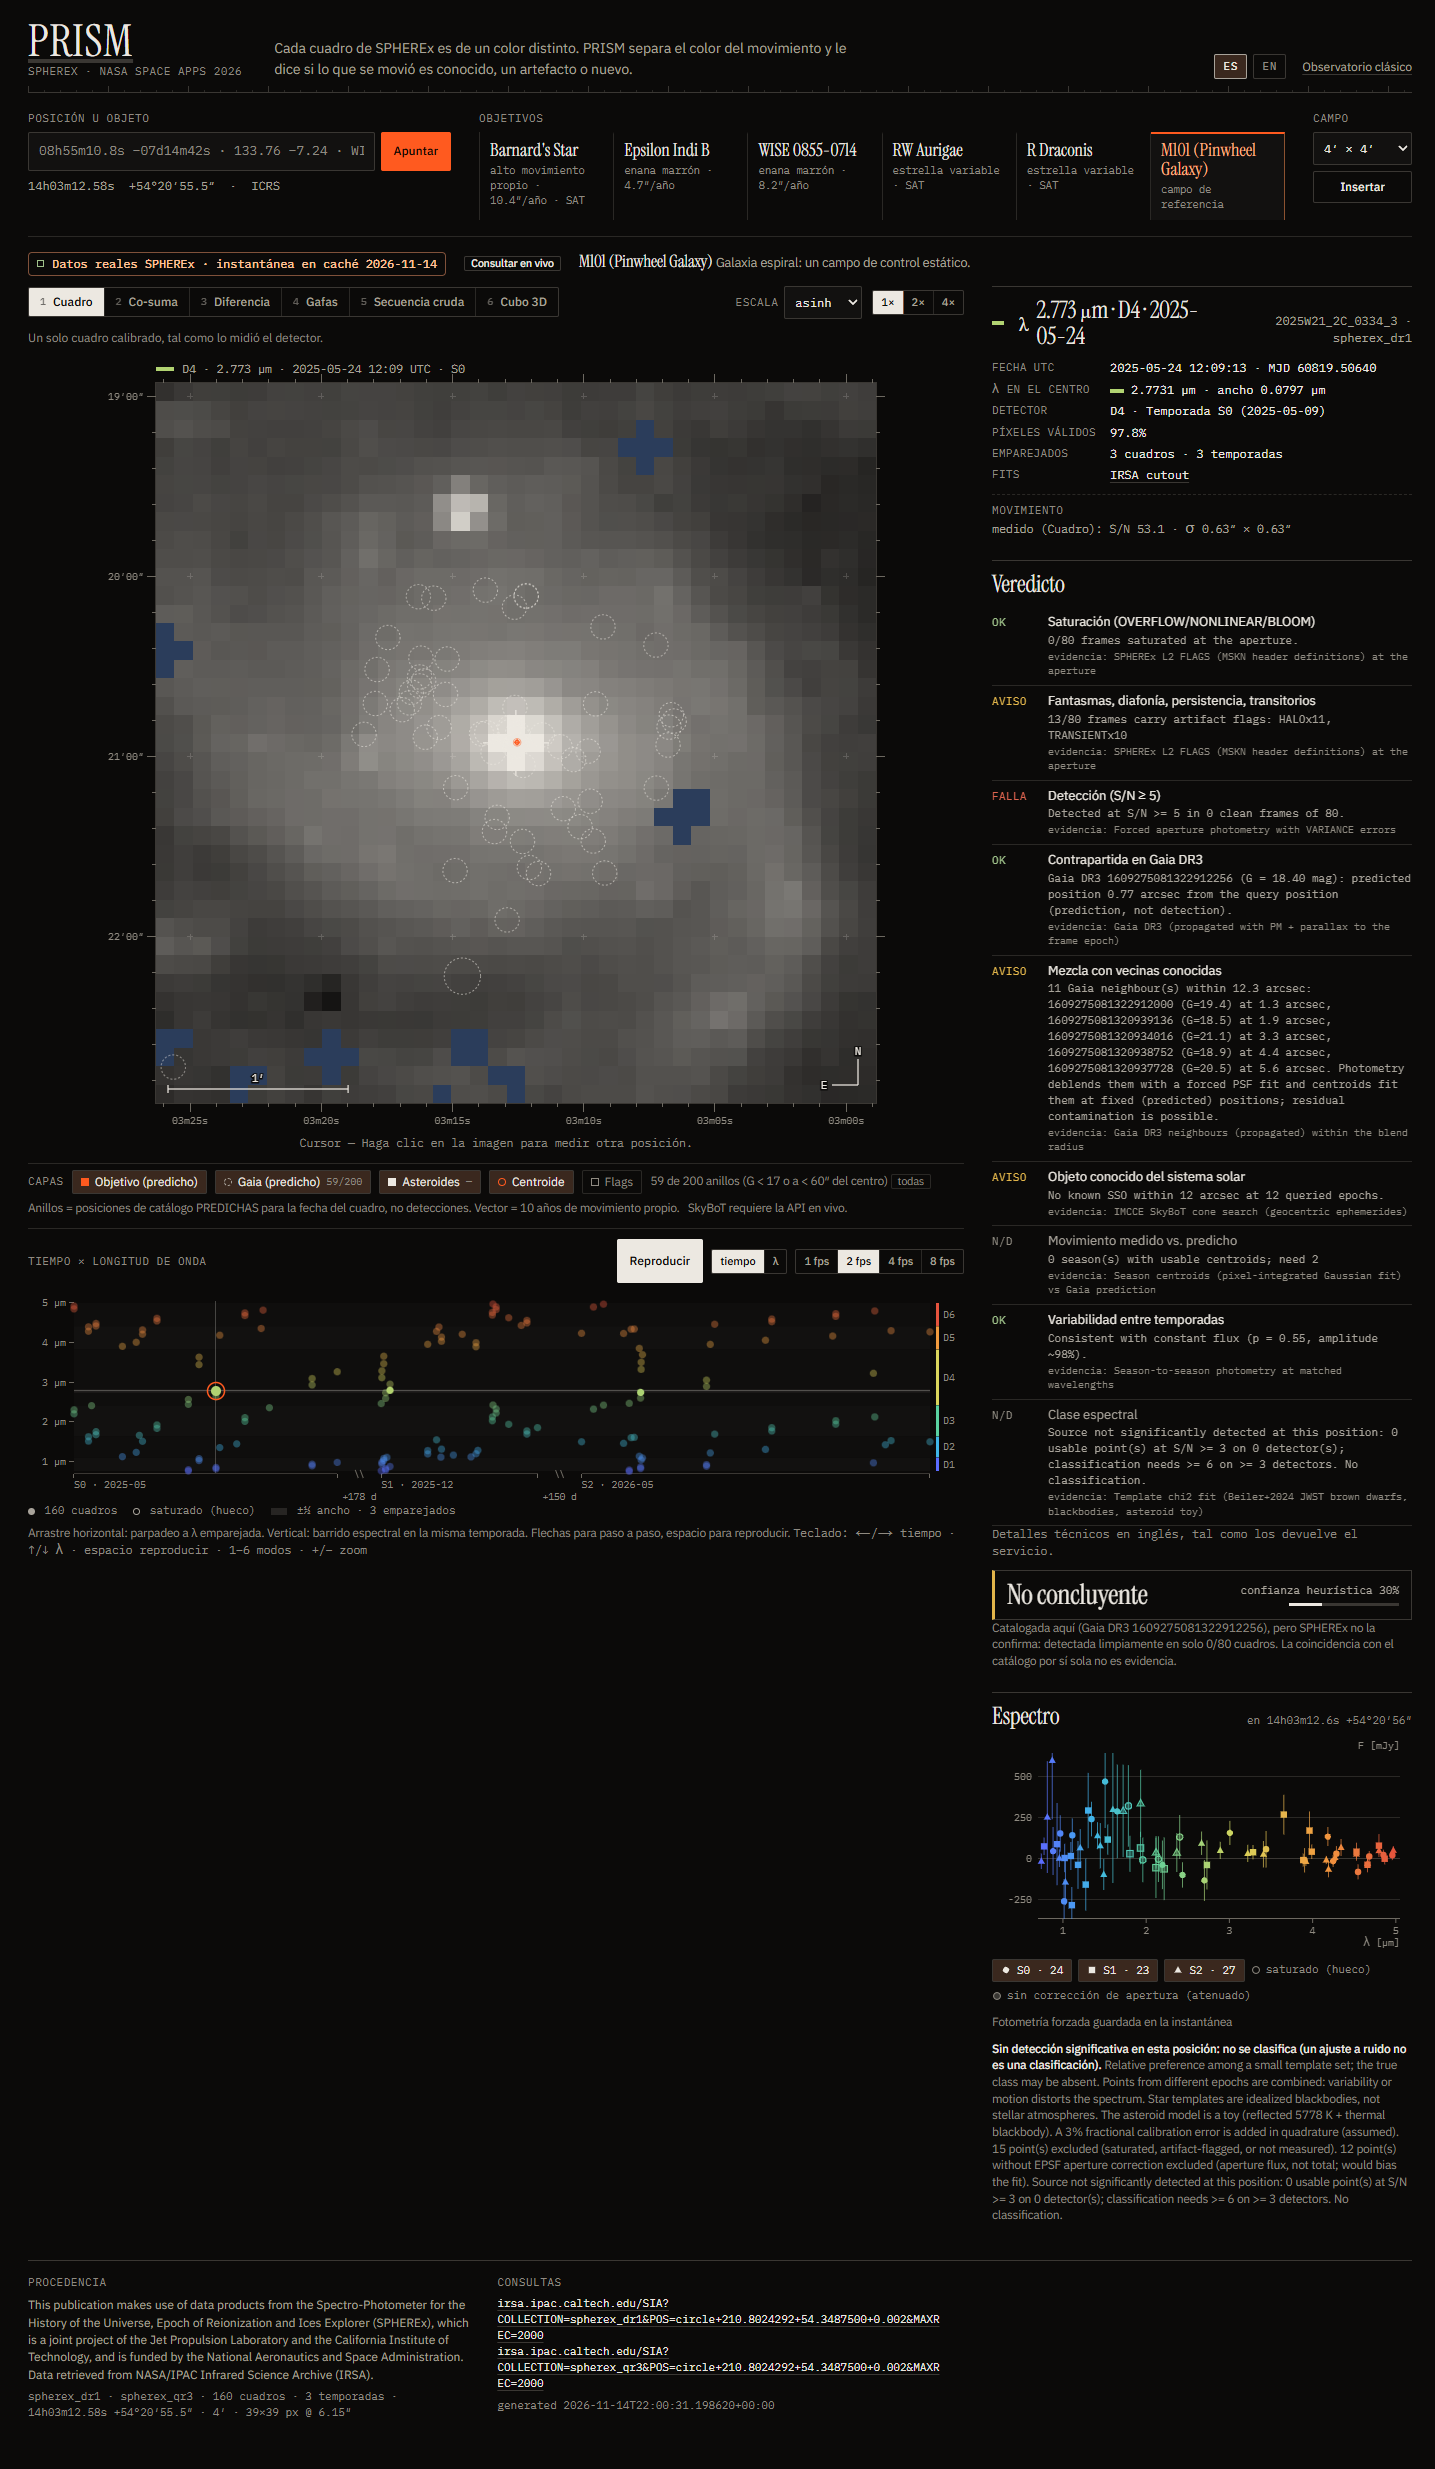 PRISM
SPHEREX · NASA SPACE APPS 2026
Cada cuadro de SPHEREx es de un color distinto. PRISM separa el color del movimiento y le
dice si lo que se movió es conocido, un artefacto o nuevo.
ES
EN
Observatorio clásico
POSICIÓN U OBJETO
08h55m10.8s −07d14m42s · 133.76 −7.24 · WI
Apuntar
14h03m12.58s +54°20′55.5″ · ICRS
OBJETIVOS
Barnard's Star
alto movimiento
propio ·
10.4″/año · SAT
Epsilon Indi B
enana marrón ·
4.7″/año
WISE 0855-0714
enana marrón ·
8.2″/año
RW Aurigae
estrella variable
· SAT
R Draconis
estrella variable
· SAT
M101 (Pinwheel
Galaxy)
campo de
referencia
CAMPO
4′ × 4′
Insertar
Datos reales SPHEREx · instantánea en caché 2026-11-14
Consultar en vivo
M101 (Pinwheel Galaxy) Galaxia espiral: un campo de control estático.
1 Cuadro
2 Co-suma
3 Diferencia
4 Gafas
5 Secuencia cruda
6 Cubo 3D
ESCALA
asinh
1×
2×
4×
Un solo cuadro calibrado, tal como lo midió el detector.
D4 · 2.773 µm · 2025-05-24 12:09 UTC · S0
19′00″
20′00″
21′00″
22′00″
1′
N
E
03m25s
03m20s
03m15s
03m10s
03m05s
03m00s
Cursor — Haga clic en la imagen para medir otra posición.
CAPAS
Objetivo (predicho)
Gaia (predicho) 59/200
Asteroides —
Centroide
Flags
59 de 200 anillos (G < 17 o a < 60″ del centro)
todas
Anillos = posiciones de catálogo PREDICHAS para la fecha del cuadro, no detecciones. Vector = 10 años de movimiento propio. SkyBoT requiere la API en vivo.
TIEMPO × LONGITUD DE ONDA
Reproducir
tiempo
λ
1 fps
2 fps
4 fps
8 fps
5 µm
4 µm
3 µm
2 µm
1 µm
D6
D5
D4
D3
D2
D1
S0 · 2025-05
+178 d
S1 · 2025-12
+150 d
S2 · 2026-05
160 cuadros
saturado (hueco)
±½ ancho · 3 emparejados
Arrastre horizontal: parpadeo a λ emparejada. Vertical: barrido espectral en la misma temporada. Flechas para paso a paso, espacio para reproducir. Teclado: ←/→ tiempo ·
↑/↓ λ · espacio reproducir · 1–6 modos · +/− zoom
λ
2.773 µm · D4 · 2025-
05-24
2025W21_2C_0334_3 ·
spherex_dr1
FECHA UTC
2025-05-24 12:09:13 · MJD 60819.50640
λ EN EL CENTRO
2.7731 µm · ancho 0.0797 µm
DETECTOR
D4 · Temporada S0 (2025-05-09)
PÍXELES VÁLIDOS
97.8%
EMPAREJADOS
3 cuadros · 3 temporadas
FITS
IRSA cutout
MOVIMIENTO
medido (Cuadro): S/N 53.1 · σ 0.63″ × 0.63″
Veredicto
OK
Saturación (OVERFLOW/NONLINEAR/BLOOM)
0/80 frames saturated at the aperture.
evidencia: SPHEREx L2 FLAGS (MSKN header definitions) at the
aperture
AVISO
Fantasmas, diafonía, persistencia, transitorios
13/80 frames carry artifact flags: HALOx11,
TRANSIENTx10
evidencia: SPHEREx L2 FLAGS (MSKN header definitions) at the
aperture
FALLA
Detección (S/N ≥ 5)
Detected at S/N >= 5 in 0 clean frames of 80.
evidencia: Forced aperture photometry with VARIANCE errors
OK
Contrapartida en Gaia DR3
Gaia DR3 1609275081322912256 (G = 18.40 mag): predicted
position 0.77 arcsec from the query position
(prediction, not detection).
evidencia: Gaia DR3 (propagated with PM + parallax to the
frame epoch)
AVISO
Mezcla con vecinas conocidas
11 Gaia neighbour(s) within 12.3 arcsec:
1609275081322912000 (G=19.4) at 1.3 arcsec,
1609275081320939136 (G=18.5) at 1.9 arcsec,
1609275081320934016 (G=21.1) at 3.3 arcsec,
1609275081320938752 (G=18.9) at 4.4 arcsec,
1609275081320937728 (G=20.5) at 5.6 arcsec. Photometry
deblends them with a forced PSF fit and centroids fit
them at fixed (predicted) positions; residual
contamination is possible.
evidencia: Gaia DR3 neighbours (propagated) within the blend
radius
AVISO
Objeto conocido del sistema solar
No known SSO within 12 arcsec at 12 queried epochs.
evidencia: IMCCE SkyBoT cone search (geocentric ephemerides)
N/D
Movimiento medido vs. predicho
0 season(s) with usable centroids; need 2
evidencia: Season centroids (pixel-integrated Gaussian fit)
vs Gaia prediction
OK
Variabilidad entre temporadas
Consistent with constant flux (p = 0.55, amplitude
~98%).
evidencia: Season-to-season photometry at matched
wavelengths
N/D
Clase espectral
Source not significantly detected at this position: 0
usable point(s) at S/N >= 3 on 0 detector(s);
classification needs >= 6 on >= 3 detectors. No
classification.
evidencia: Template chi2 fit (Beiler+2024 JWST brown dwarfs,
blackbodies, asteroid toy)
Detalles técnicos en inglés, tal como los devuelve el
servicio.
No concluyente
confianza heurística 30%
Catalogada aquí (Gaia DR3 1609275081322912256), pero SPHEREx no la
confirma: detectada limpiamente en solo 0/80 cuadros. La coincidencia con el
catálogo por sí sola no es evidencia.
Espectro
en 14h03m12.6s +54°20′56″
F [mJy]
500
250
0
-250
1
2
3
4
5
λ [µm]
S0 · 24
S1 · 23
S2 · 27
saturado (hueco)
sin corrección de apertura (atenuado)
Fotometría forzada guardada en la instantánea
Sin detección significativa en esta posición: no se clasifica (un ajuste a ruido no
es una clasificación). Relative preference among a small template set; the true
class may be absent. Points from different epochs are combined: variability or
motion distorts the spectrum. Star templates are idealized blackbodies, not
stellar atmospheres. The asteroid model is a toy (reflected 5778 K + thermal
blackbody). A 3% fractional calibration error is added in quadrature (assumed).
15 point(s) excluded (saturated, artifact-flagged, or not measured). 12 point(s)
without EPSF aperture correction excluded (aperture flux, not total; would bias
the fit). Source not significantly detected at this position: 0 usable point(s) at S/N
>= 3 on 0 detector(s); classification needs >= 6 on >= 3 detectors. No
classification.
PROCEDENCIA
This publication makes use of data products from the Spectro-Photometer for the
History of the Universe, Epoch of Reionization and Ices Explorer (SPHEREx), which
is a joint project of the Jet Propulsion Laboratory and the California Institute of
Technology, and is funded by the National Aeronautics and Space Administration.
Data retrieved from NASA/IPAC Infrared Science Archive (IRSA).
spherex_dr1 · spherex_qr3 · 160 cuadros · 3 temporadas ·
14h03m12.58s +54°20′55.5″ · 4′ · 39×39 px @ 6.15″
CONSULTAS
irsa.ipac.caltech.edu/SIA?
COLLECTION=spherex_dr1&POS=circle+210.8024292+54.3487500+0.002&MAXR
EC=2000
irsa.ipac.caltech.edu/SIA?
COLLECTION=spherex_qr3&POS=circle+210.8024292+54.3487500+0.002&MAXR
EC=2000
generated 2026-11-14T22:00:31.198620+00:00